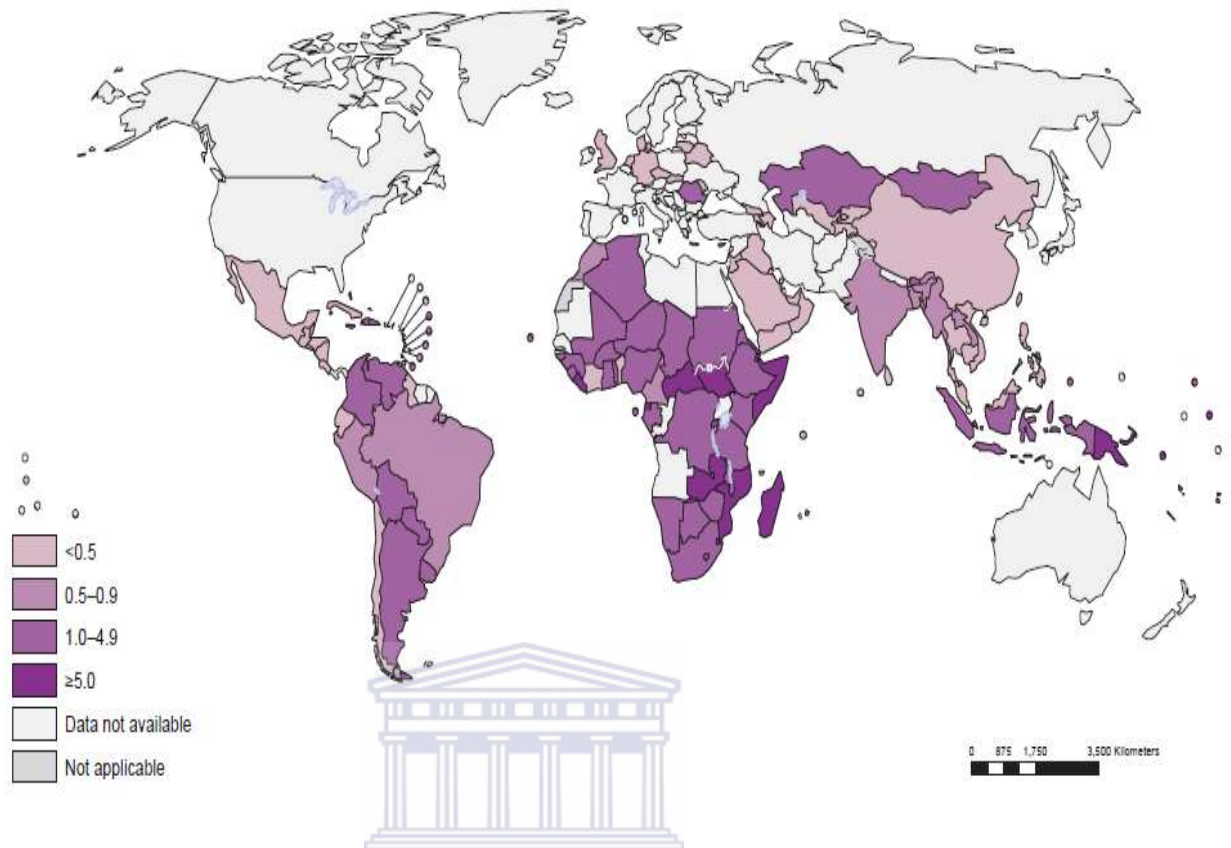 <0.5
0.5–0.9
1.0–4.9
≥5.0
Data not available
Not applicable
0 875 1,750 3,500 Kilometers